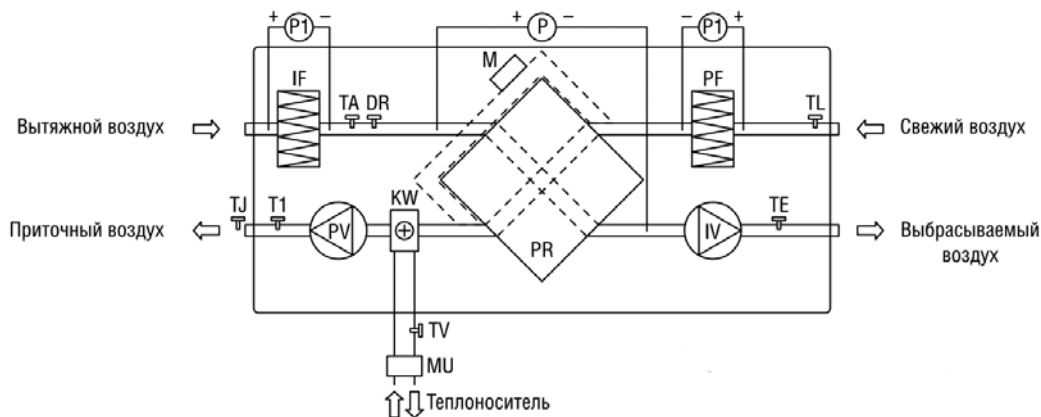 + P1 −
+ P −
− P1 +
M
IF
PF
TA DR
TL
Вытяжной воздух
Свежий воздух
KW
TJ T1
TE
Приточный воздух
PV
PR
IV
Выбрасываемый
воздух
TV
MU
Теплоноситель